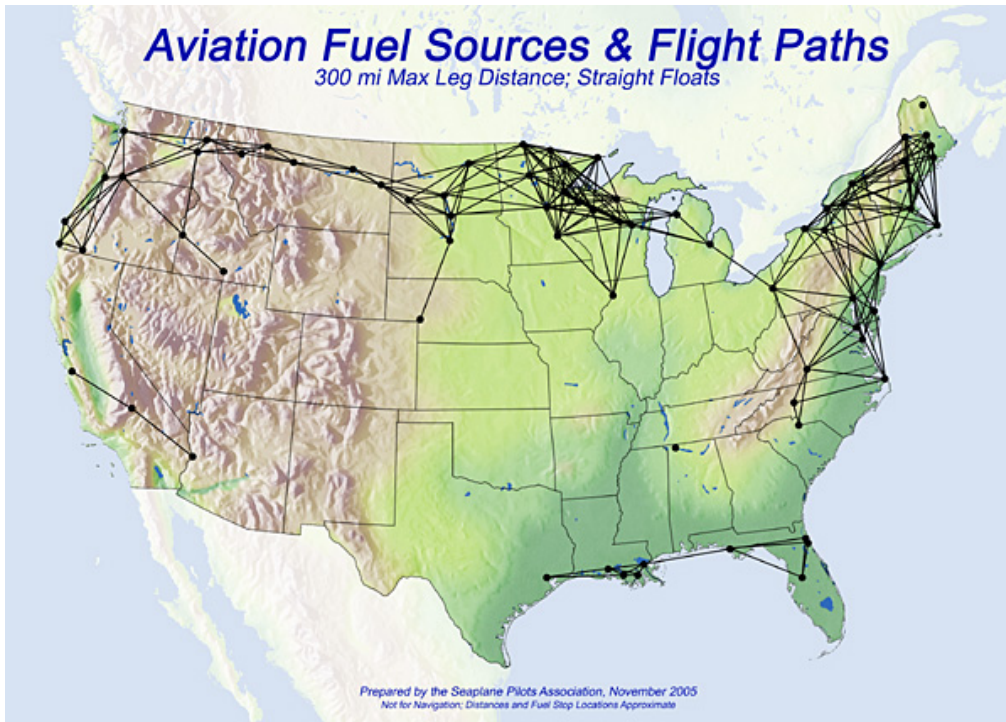 Aviation Fuel Sources & Flight Paths
300 mi Max Leg Distance; Straight Floats
Prepared by the Seaplane Pilots Association, November 2005
Not for Navigation; Distances and Fuel Stop Locations Approximate